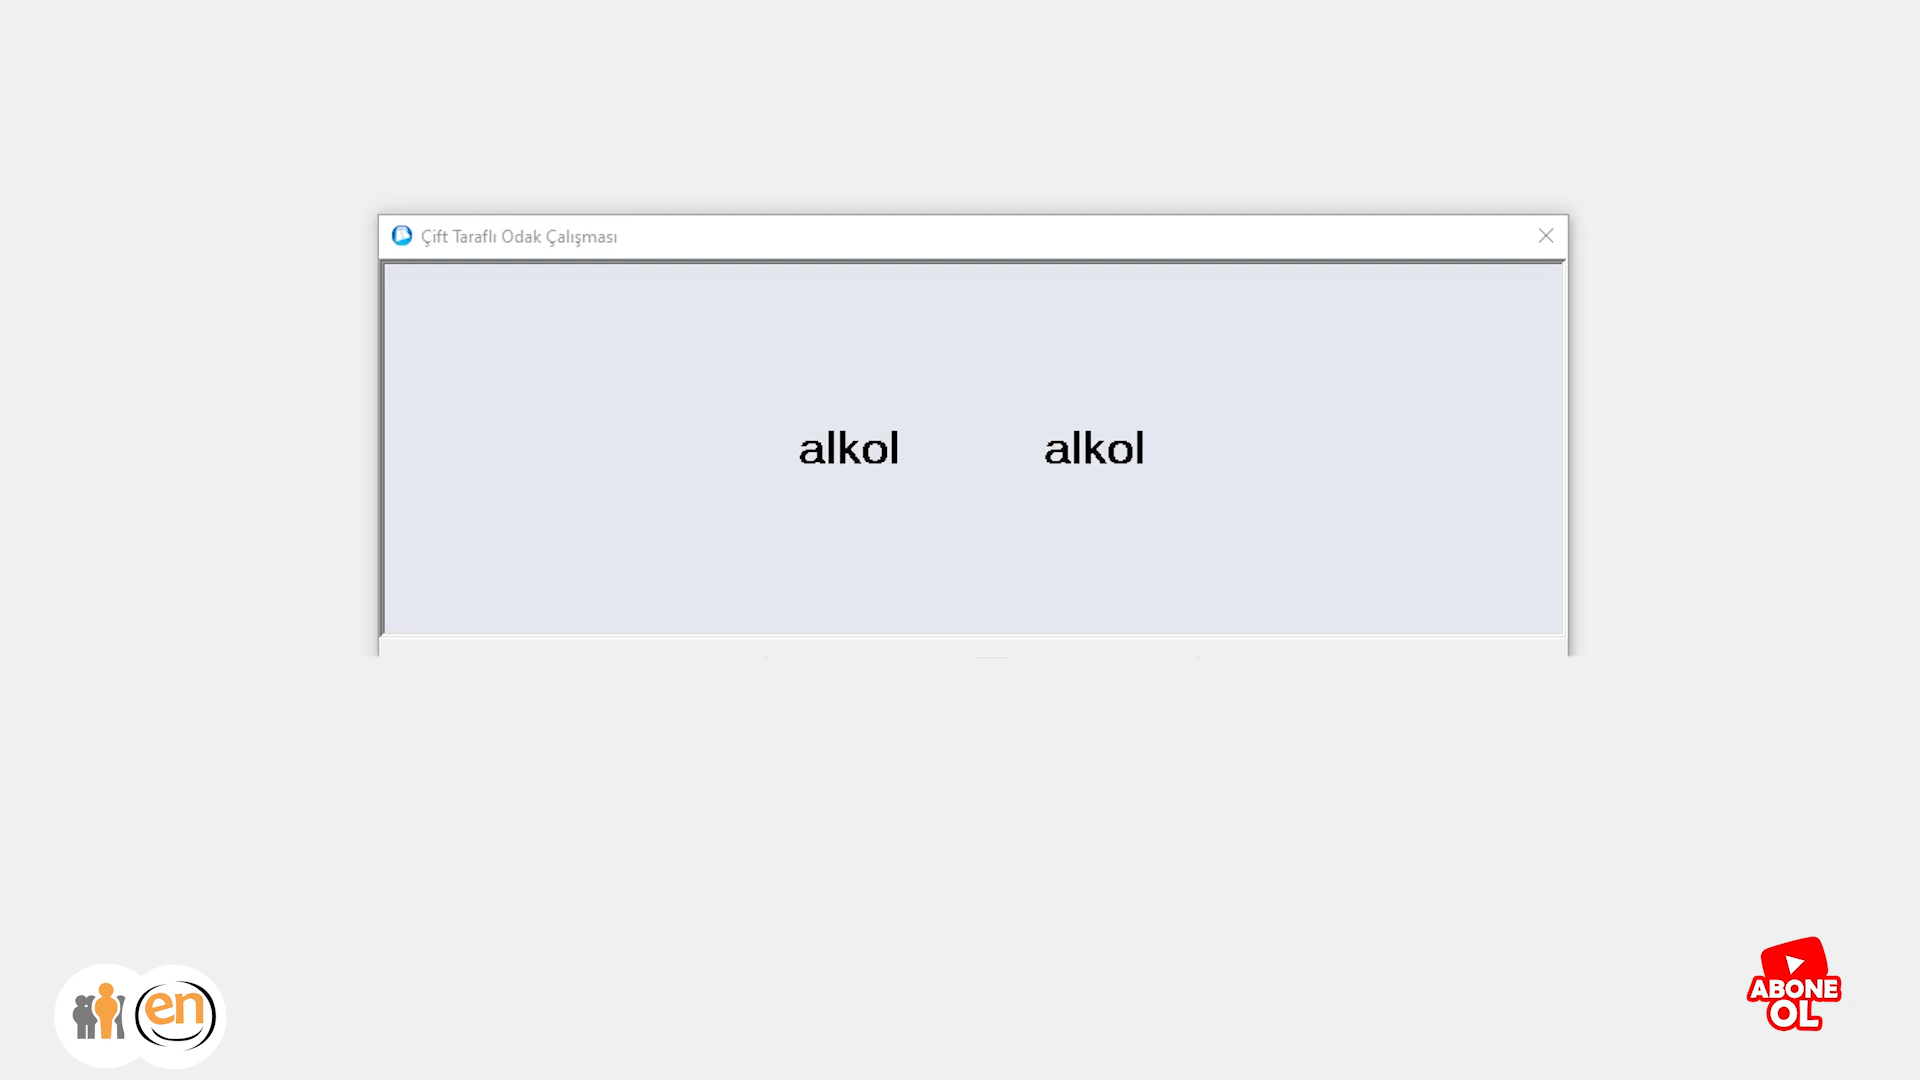 Çift Taraflı Odak Çalışması
alkol alkol
en
ABONE
OL